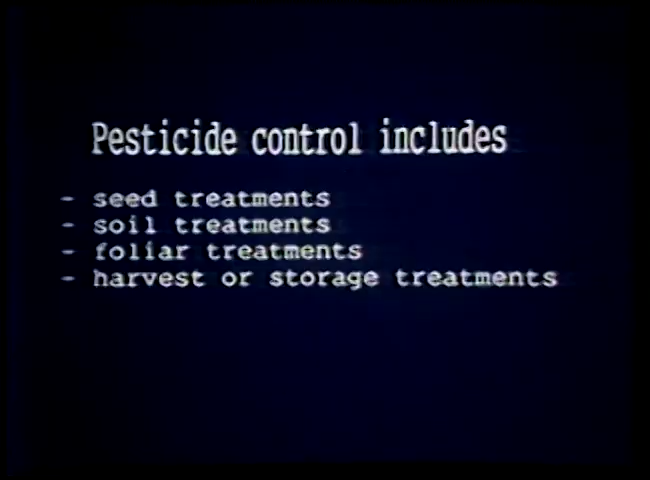 Pesticide control includes
- seed treatments
- soil treatments
- foliar treatments
- harvest or storage treatments